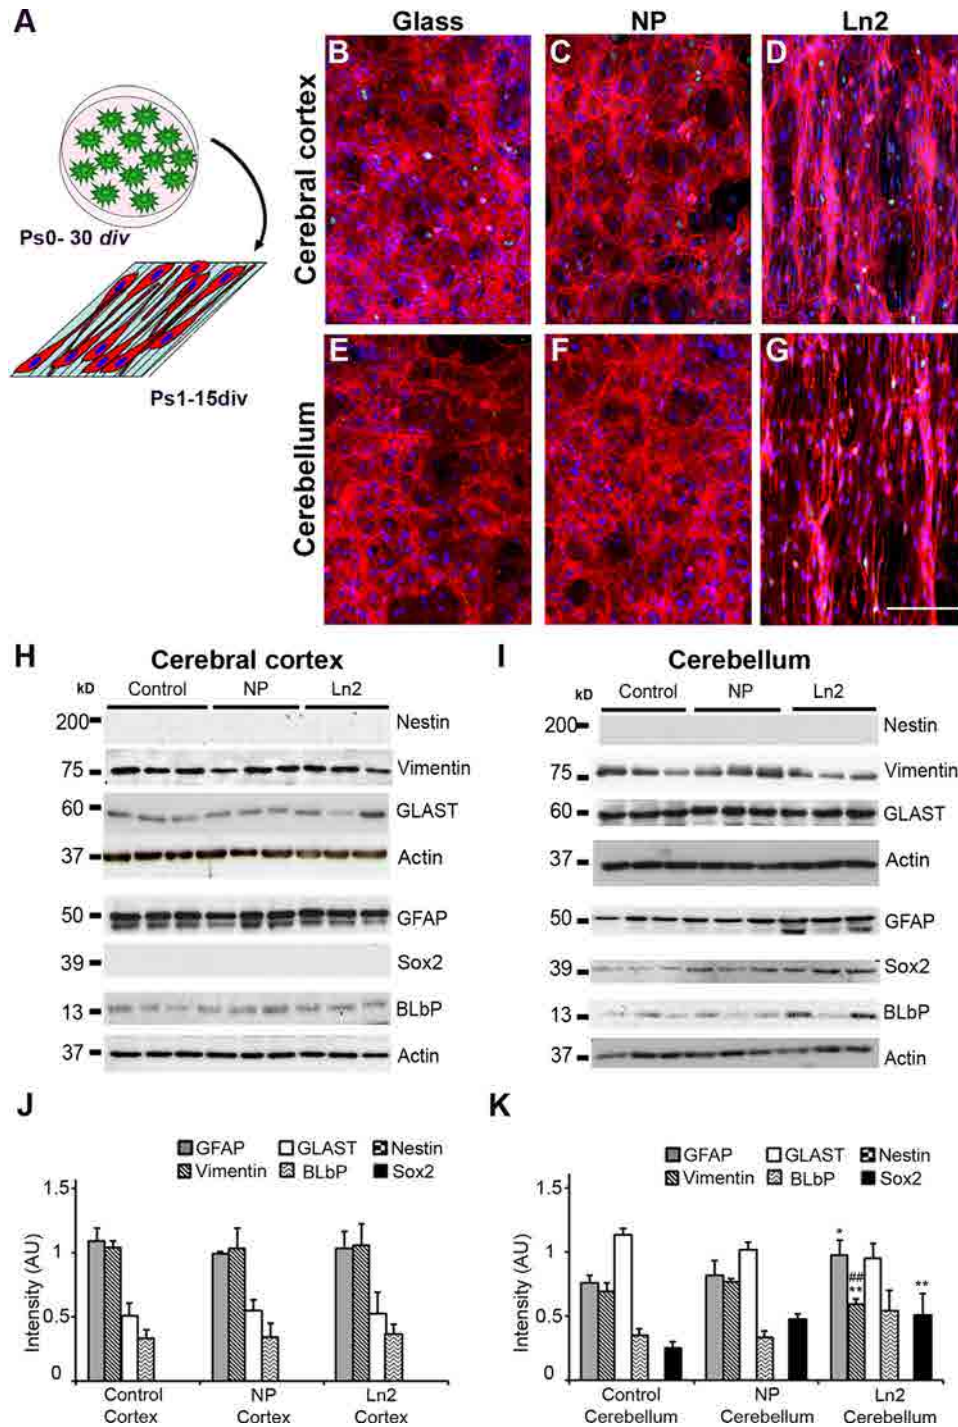 A
Glass
NP
Ln2
Cerebral cortex
B
C
D
Ps0- 30 div
Ps1-15div
Cerebellum
E
F
G
H
Cerebral cortex
kD
Control
NP
Ln2
200
Nestin
75
Vimentin
60
GLAST
37
Actin
50
GFAP
39
Sox2
13
BLbP
37
Actin
I
Cerebellum
kD
Control
NP
Ln2
200
Nestin
75
Vimentin
60
GLAST
37
Actin
50
GFAP
39
Sox2
13
BLbP
37
Actin
J
GFAP
GLAST
Nestin
Vimentin
BLbP
Sox2
Intensity (AU)
1.5
1
0.5
0
Control
Cortex
NP
Cortex
Ln2
Cortex
K
GFAP
GLAST
Nestin
Vimentin
BLbP
Sox2
Intensity (AU)
1.5
1
0.5
0
*
##
**
**
Control
Cerebellum
NP
Cerebellum
Ln2
Cerebellum